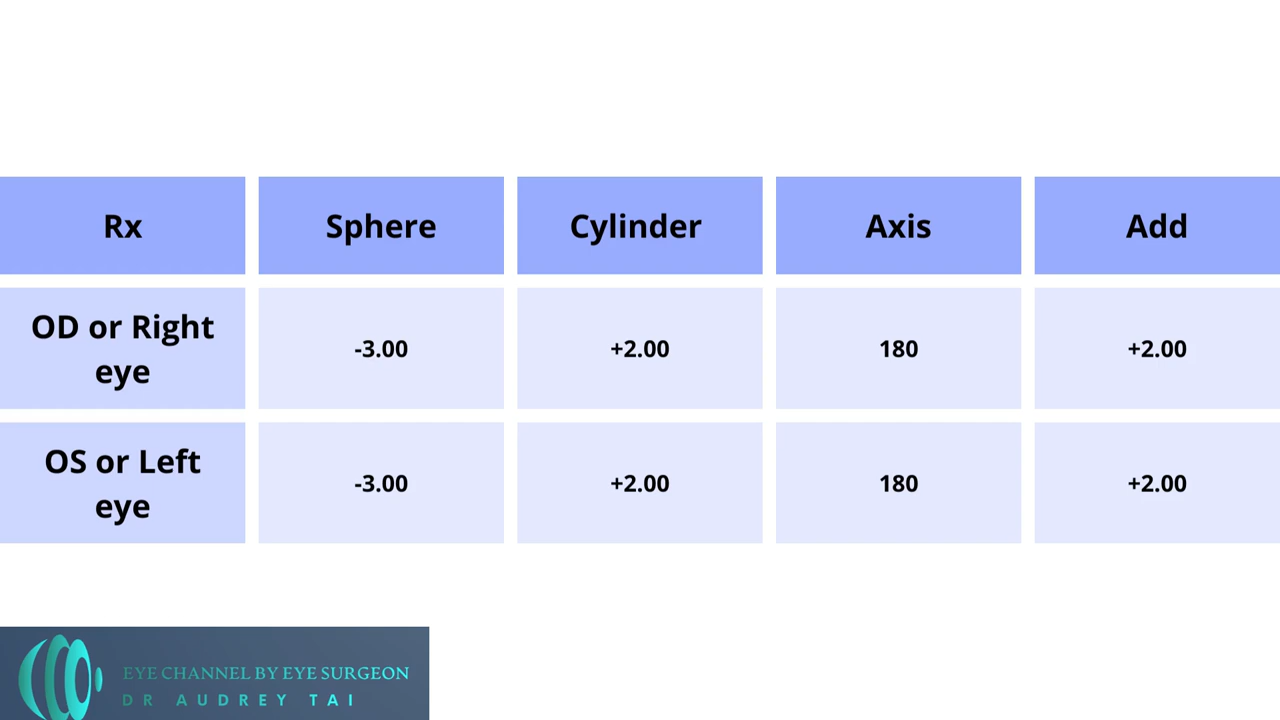 Rx Sphere Cylinder Axis Add
OD or Right
eye
-3.00 +2.00 180 +2.00
OS or Left
eye
-3.00 +2.00 180 +2.00
EYE CHANNEL BY EYE SURGEON
DR AUDREY TAI